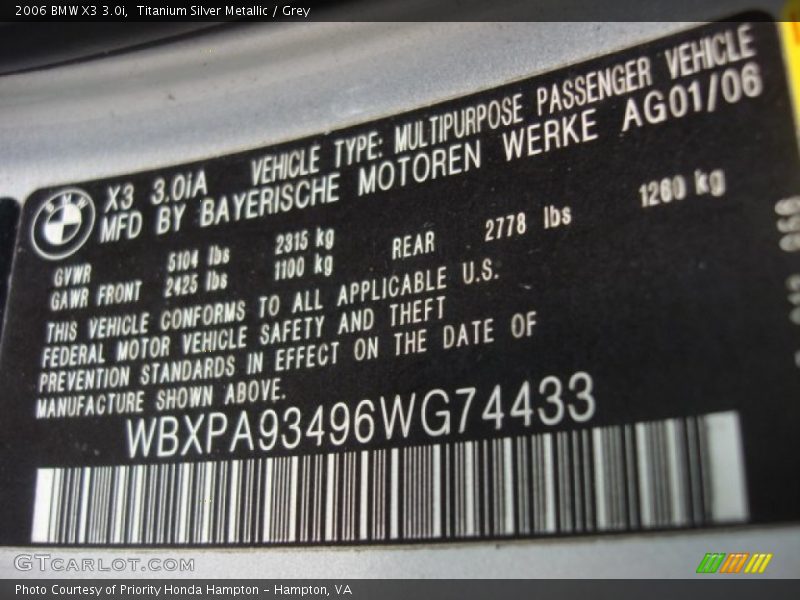 2006 BMW X3 3.0i, Titanium Silver Metallic / Grey
BMW
X3 3.0iA VEHICLE TYPE: MULTIPURPOSE PASSENGER VEHICLE
MFD BY BAYERISCHE MOTOREN WERKE AG01/06
GVWR 5104 lbs 2315 kg
GAWR FRONT 2425 lbs 1100 kg REAR 2778 lbs 1260 kg
THIS VEHICLE CONFORMS TO ALL APPLICABLE U.S.
FEDERAL MOTOR VEHICLE SAFETY AND THEFT
PREVENTION STANDARDS IN EFFECT ON THE DATE OF
MANUFACTURE SHOWN ABOVE.
WBXPA93496WG74433
GTCARLOT.COM
Photo Courtesy of Priority Honda Hampton - Hampton, VA